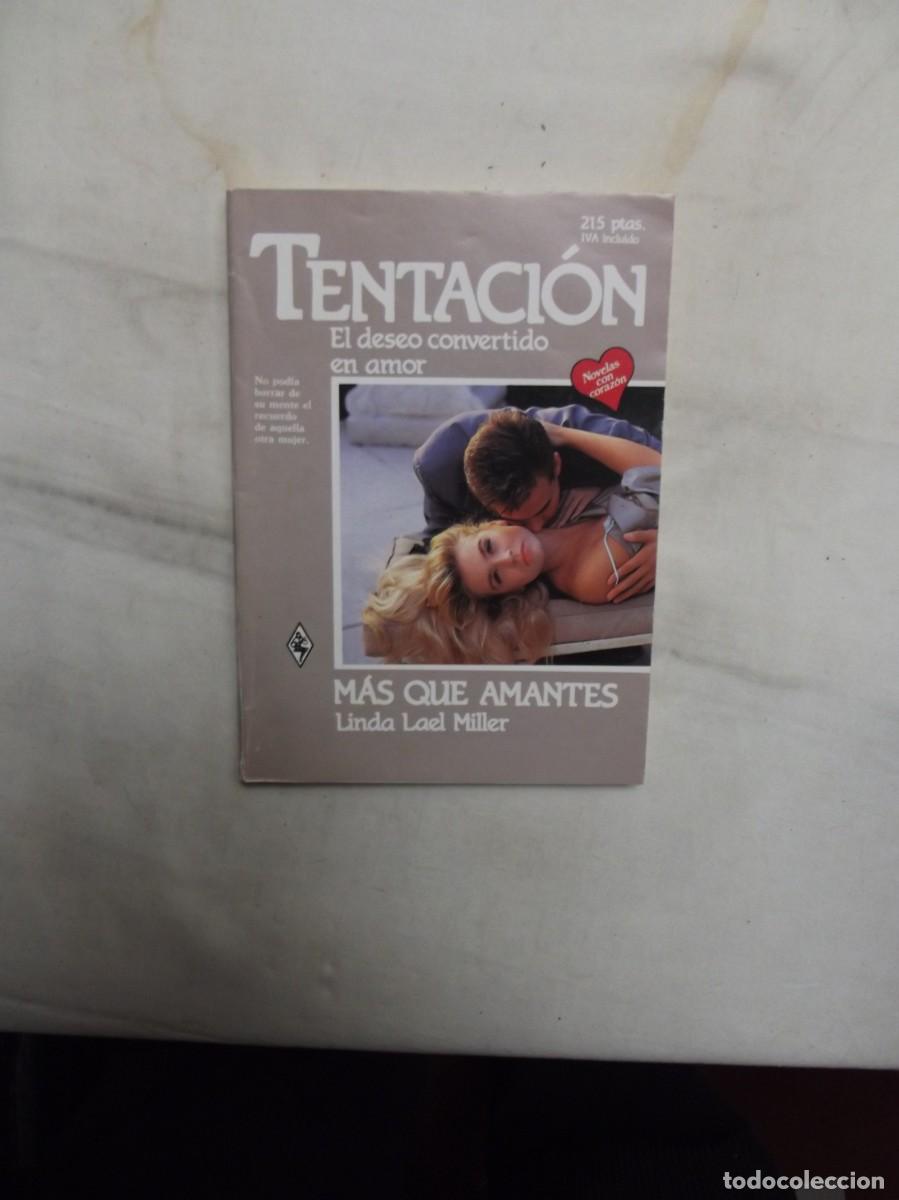 215 ptas.
IVA incluido
TENTACIÓN
El deseo convertido
en amor
Novelas
con
corazón
No podía
borrar de
su mente el
recuerdo
de aquella
otra mujer.
MÁS QUE AMANTES
Linda Lael Miller
todocoleccion